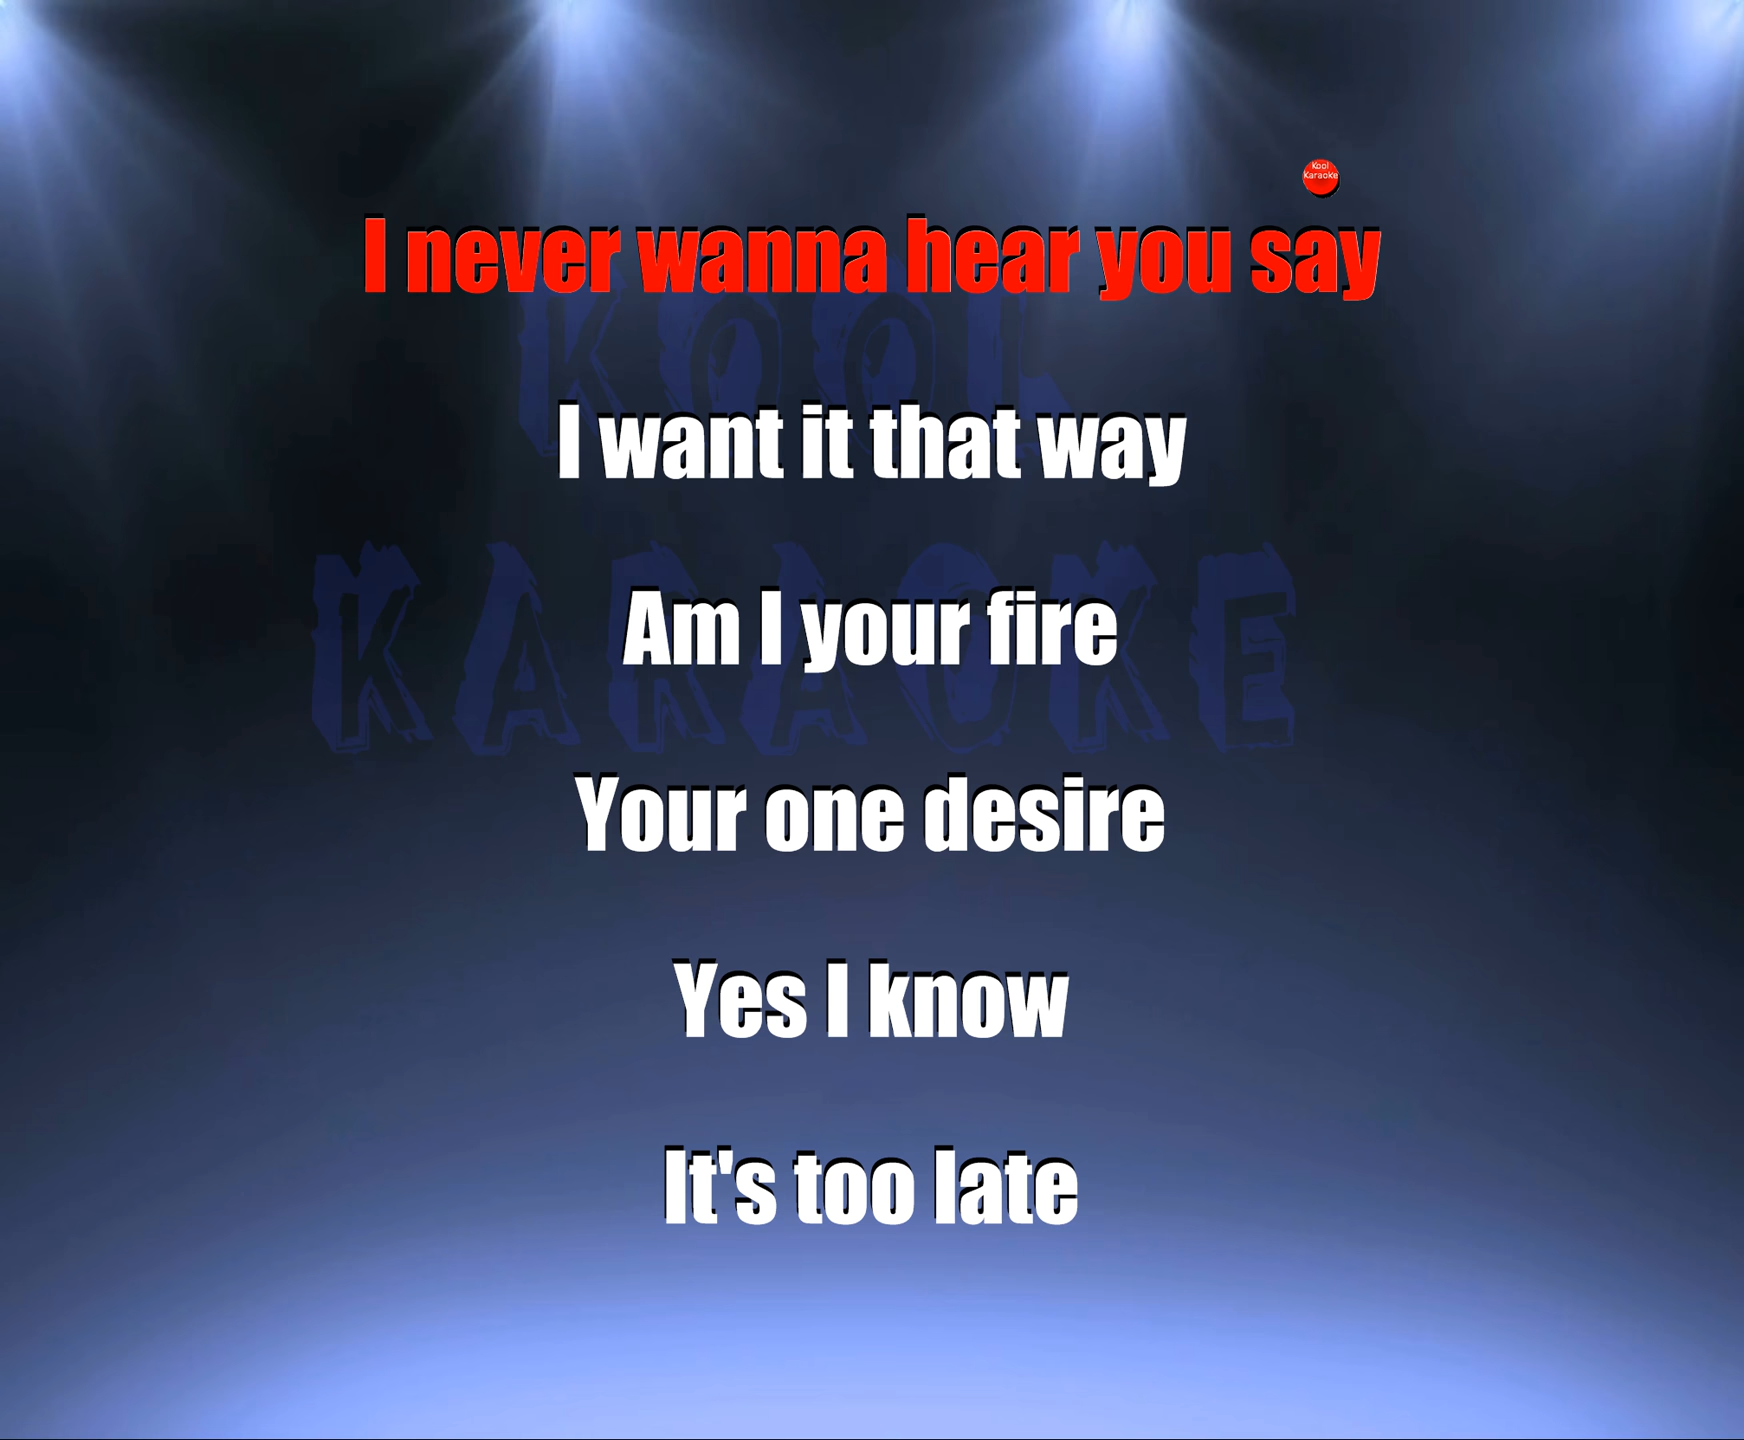 Kool
Karaoke
I never wanna hear you say
KOOL
I want it that way
KARAOKE
Am I your fire
Your one desire
Yes I know
It's too late